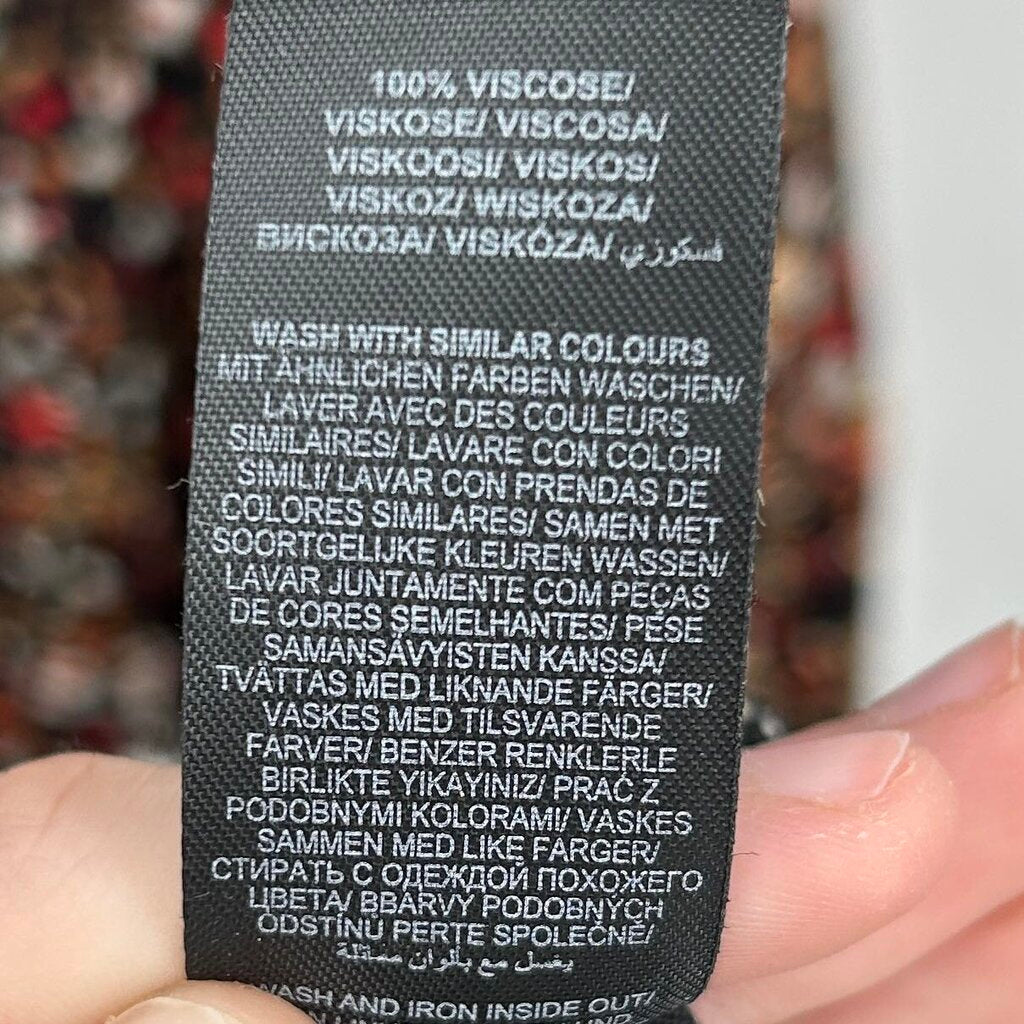 100% VISCOSE/
VISKOSE/ VISCOSA/
VISKOOSI/ VISKOS/
VISKOZ/ WISKOZA/
ВИСКОЗА/ VISKÓZA/ فسكوزي
WASH WITH SIMILAR COLOURS
MIT ÄHNLICHEN FARBEN WASCHEN/
LAVER AVEC DES COULEURS
SIMILAIRES/ LAVARE CON COLORI
SIMILI/ LAVAR CON PRENDAS DE
COLORES SIMILARES/ SAMEN MET
SOORTGELIJKE KLEUREN WASSEN/
LAVAR JUNTAMENTE COM PEÇAS
DE CORES SEMELHANTES/ PESE
SAMANSÄVYISTEN KANSSA/
TVÄTTAS MED LIKNANDE FÄRGER/
VASKES MED TILSVARENDE
FARVER/ BENZER RENKLERLE
BIRLIKTE YIKAYINIZ/ PRAĆ Z
PODOBNYMI KOLORAMI/ VASKES
SAMMEN MED LIKE FARGER/
СТИРАТЬ С ОДЕЖДОЙ ПОХОЖЕГО
ЦВЕТА/ BBARVY PODOBNÝCH
ODSTÍNŮ PERTE SPOLEČNĚ/
يغسل مع بالوان مماثلة
WASH AND IRON INSIDE OUT/